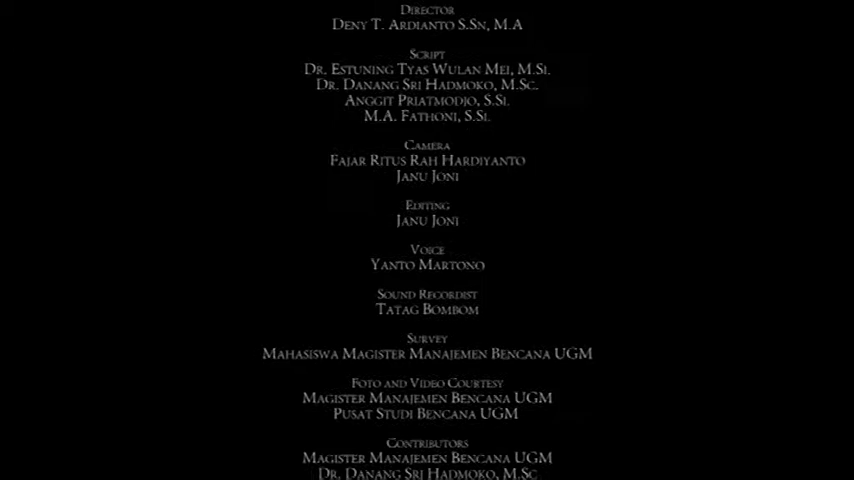 Director
Deny T. Ardianto S.Sn, M.A
Script
Dr. Estuning Tyas Wulan Mei, M.Si.
Dr. Danang Sri Hadmoko, M.Sc.
Anggit Priatmodjo, S.Si.
M.A. Fathoni, S.Si.
Camera
Fajar Ritus Rah Hardiyanto
Janu Joni
Editing
Janu Joni
Voice
Yanto Martono
Sound Recordist
Tatag Bombom
Survey
Mahasiswa Magister Manajemen Bencana UGM
Foto and Video Courtesy
Magister Manajemen Bencana UGM
Pusat Studi Bencana UGM
Contributors
Magister Manajemen Bencana UGM
Dr. Danang Sri Hadmoko, M.Sc